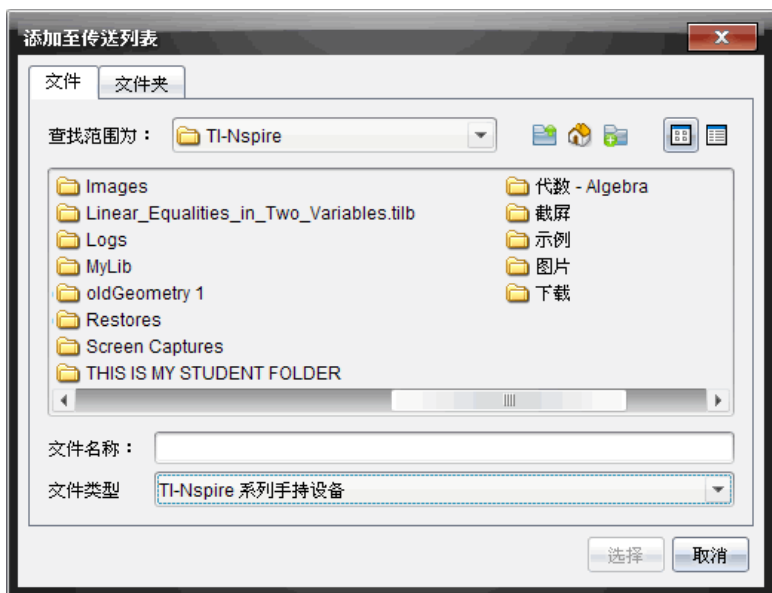 添加至传送列表
文件 文件夹
查找范围为： TI-Nspire
Images
Linear_Equalities_in_Two_Variables.tilb
Logs
MyLib
oldGeometry 1
Restores
Screen Captures
THIS IS MY STUDENT FOLDER
代数 - Algebra
截屏
示例
图片
下载
文件名称：
文件类型 TI-Nspire 系列手持设备
选择 取消